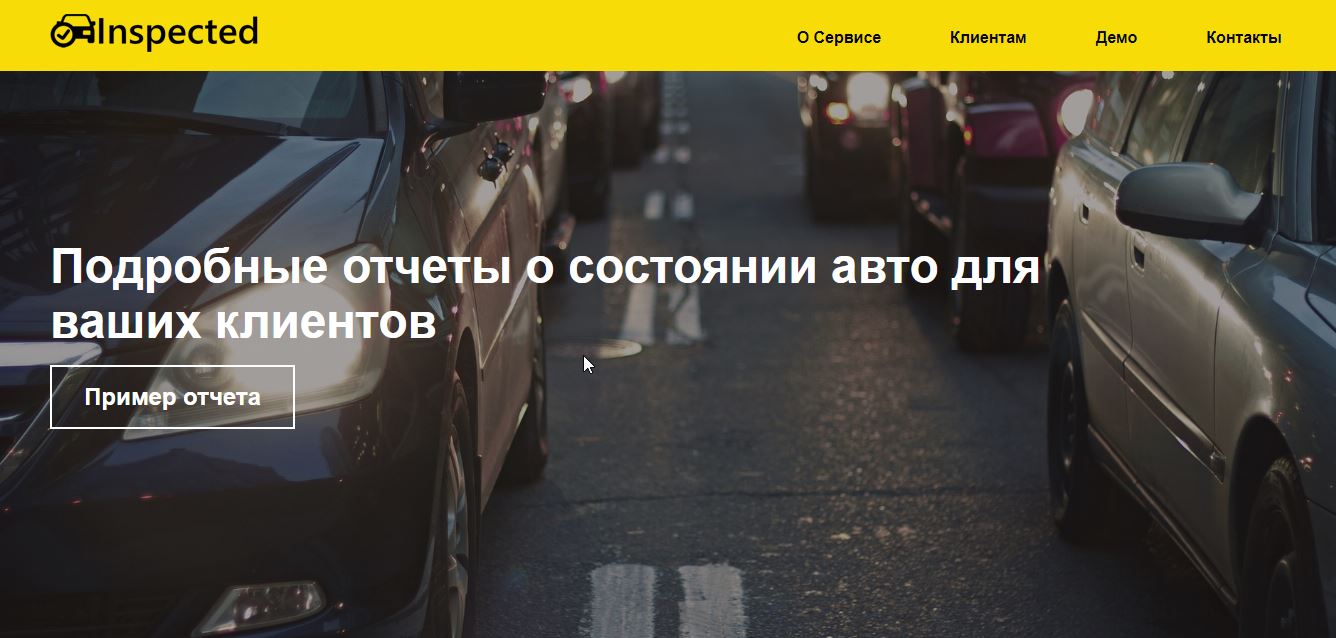 Inspected
О Сервисе
Клиентам
Демо
Контакты
Подробные отчеты о состоянии авто для
ваших клиентов
Пример отчета